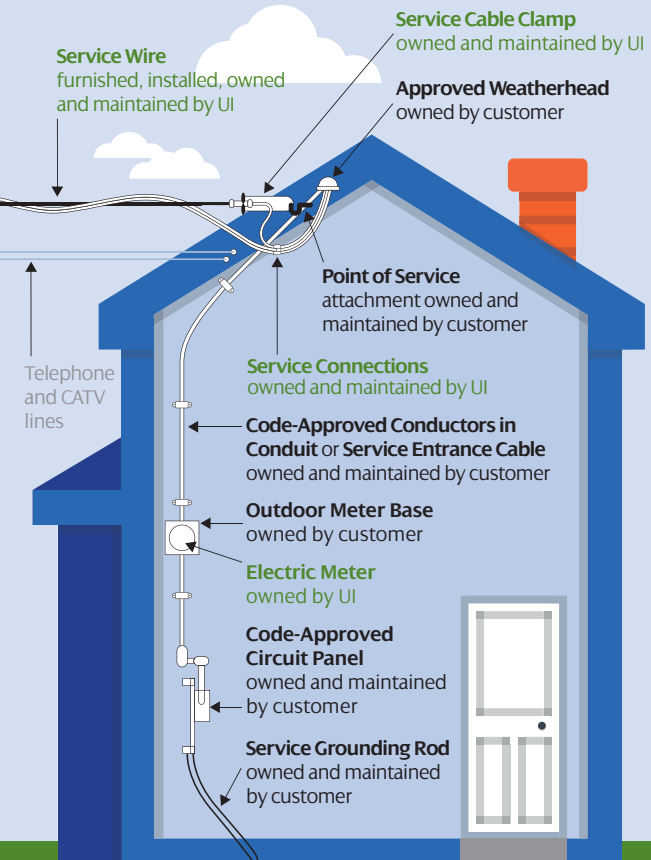 Service Cable Clamp
owned and maintained by UI
Service Wire
furnished, installed, owned
and maintained by UI
Approved Weatherhead
owned by customer
Point of Service
attachment owned and
maintained by customer
Telephone
and CATV
lines
Service Connections
owned and maintained by UI
Code-Approved Conductors in
Conduit or Service Entrance Cable
owned and maintained by customer
Outdoor Meter Base
owned by customer
Electric Meter
owned by UI
Code-Approved
Circuit Panel
owned and maintained
by customer
Service Grounding Rod
owned and maintained
by customer